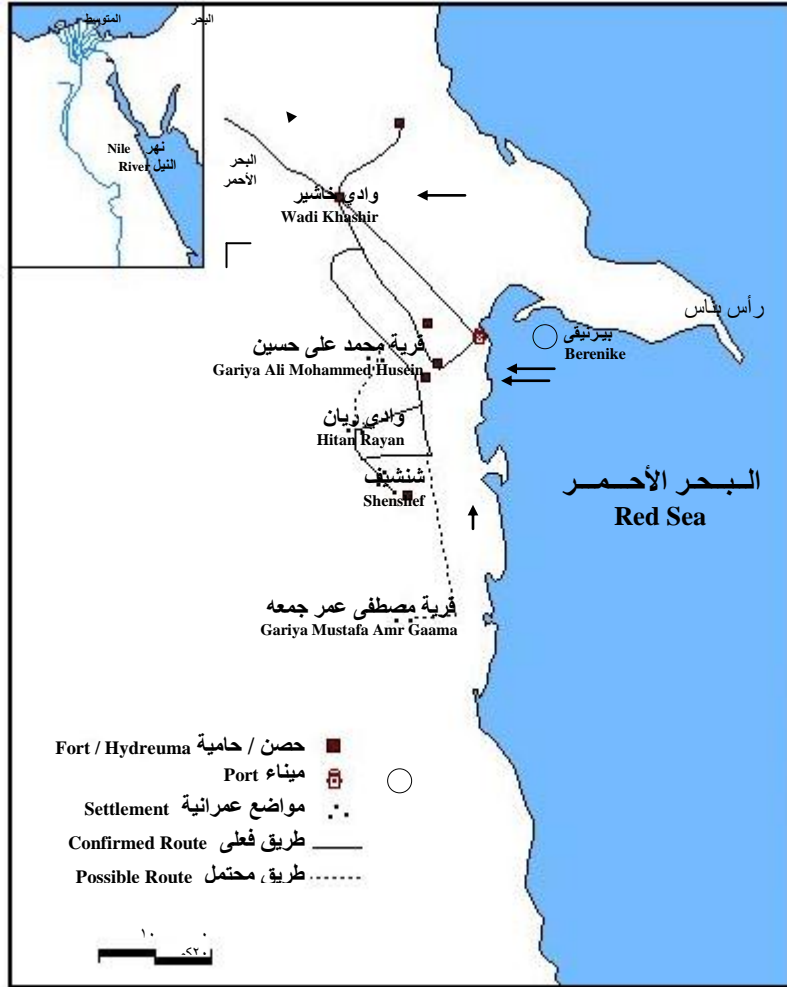 البحر المتوسط
نهر النيل
Nile River
البحر الأحمر
وادي خاشير
Wadi Khashir
رأس بناس
بيرنيقى
Berenike
قرية محمد على حسين
Gariya Ali Mohammed Husein
وادي ريان
Hitan Rayan
شنشيف
Shenshef
البحر الأحمر
Red Sea
قرية مصطفى عمر جمعه
Gariya Mustafa Amr Gaama
حصن / حامية Fort / Hydreuma
ميناء Port
مواضع عمرانية Settlement
طريق فعلى Confirmed Route
طريق محتمل Possible Route
٠ ١٠
٢٠كم